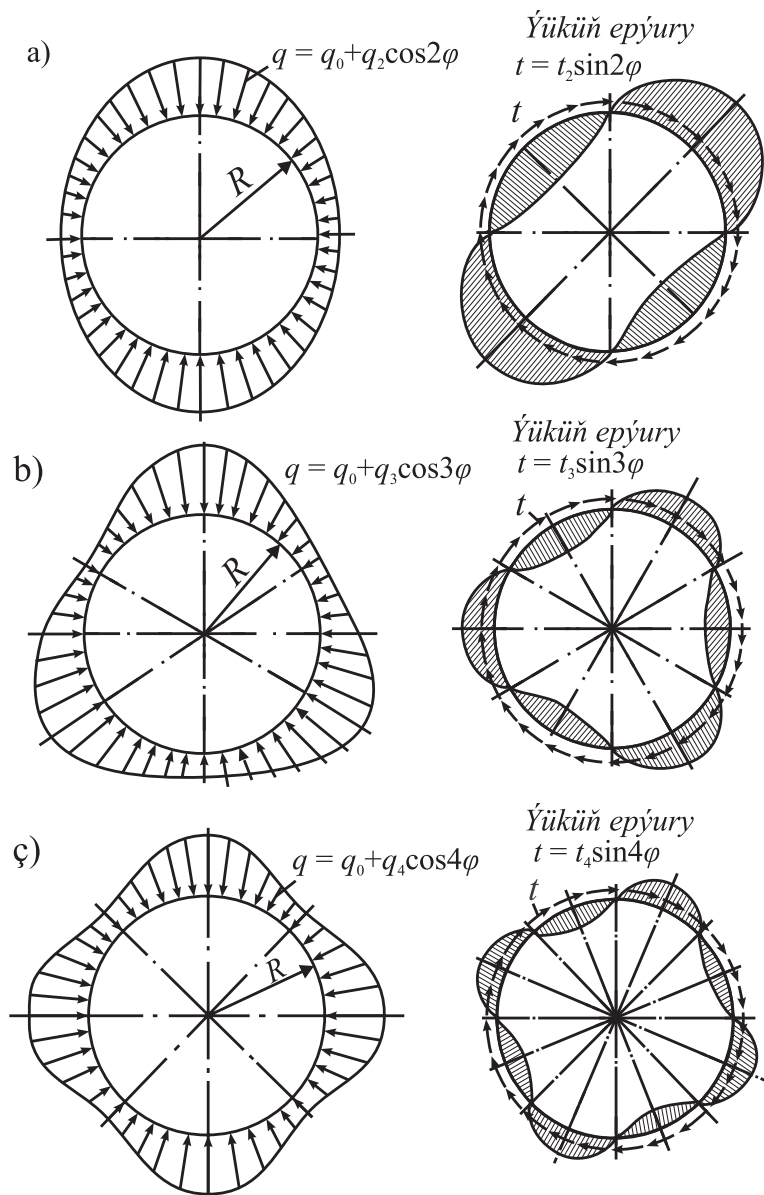 a)
q = q₀+q₂cos2φ
R
Ýüküň epýury
t = t₂sin2φ
t
b)
q = q₀+q₃cos3φ
R
Ýüküň epýury
t = t₃sin3φ
t
ç)
q = q₀+q₄cos4φ
R
Ýüküň epýury
t = t₄sin4φ
t